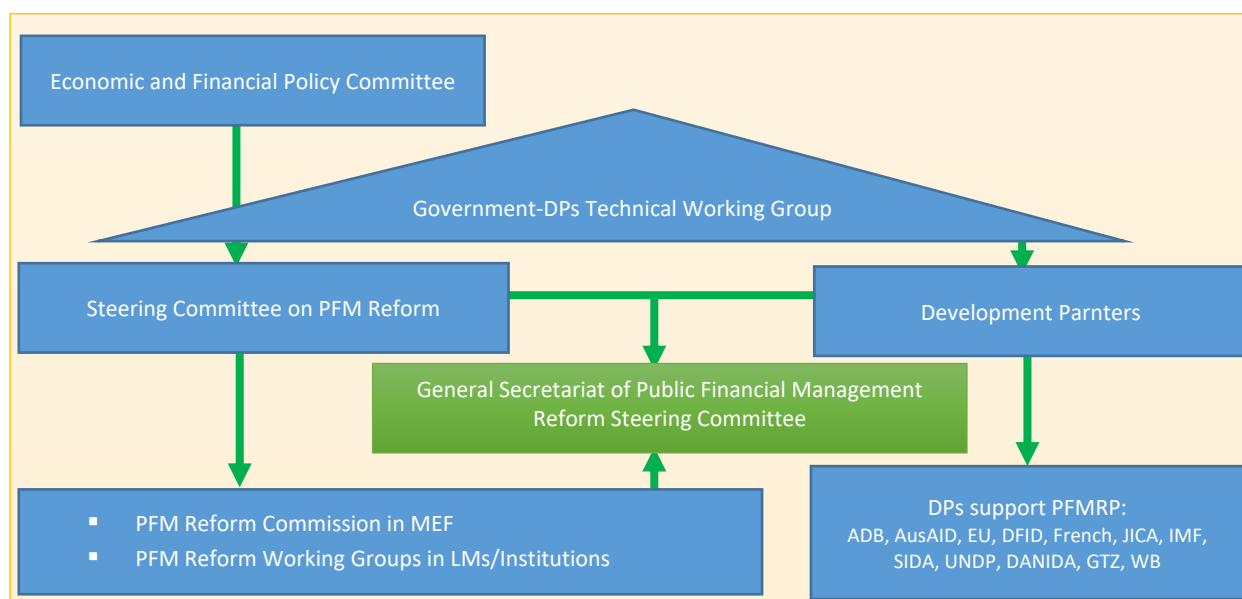 Economic and Financial Policy Committee
Government-DPs Technical Working Group
Steering Committee on PFM Reform
Development Parnters
General Secretariat of Public Financial Management
Reform Steering Committee
▪ PFM Reform Commission in MEF
▪ PFM Reform Working Groups in LMs/Institutions
DPs support PFMRP:
ADB, AusAID, EU, DFID, French, JICA, IMF,
SIDA, UNDP, DANIDA, GTZ, WB